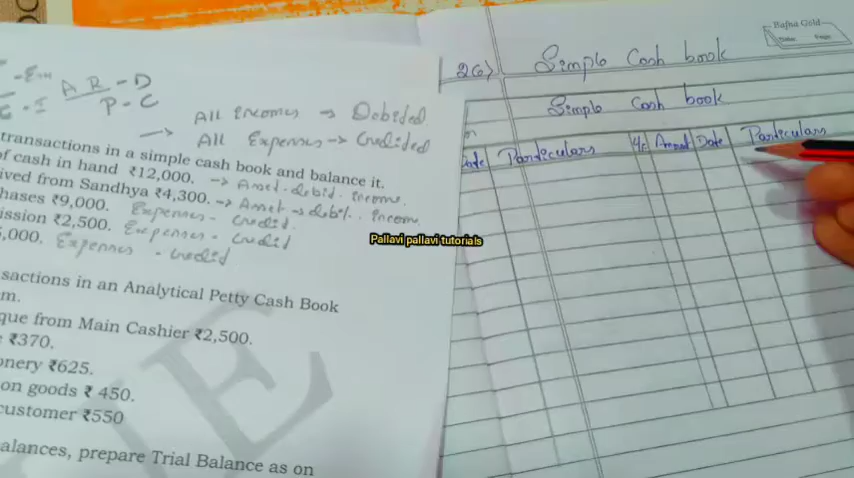 A R - D
P - C
All Incomes → Debited.
→ All Expenses → Credited
transactions in a simple cash book and balance it.
of cash in hand ₹12,000. → Asset - debit. income.
ived from Sandhya ₹4,300. → Asset → debit. Income
hases ₹9,000. Expenses - Credit.
ission ₹2,500. Expenses - Credit
5,000. Expenses - Credit
sactions in an Analytical Petty Cash Book
m.
que from Main Cashier ₹2,500.
₹370.
onery ₹625.
on goods ₹ 450.
customer ₹550
alances, prepare Trial Balance as on
Pallavi pallavi tutorials
Rajna Gold
Date: Page:
26) Simple Cash book
Simple Cash book
Date Particulars V/c Amount Date Particulars